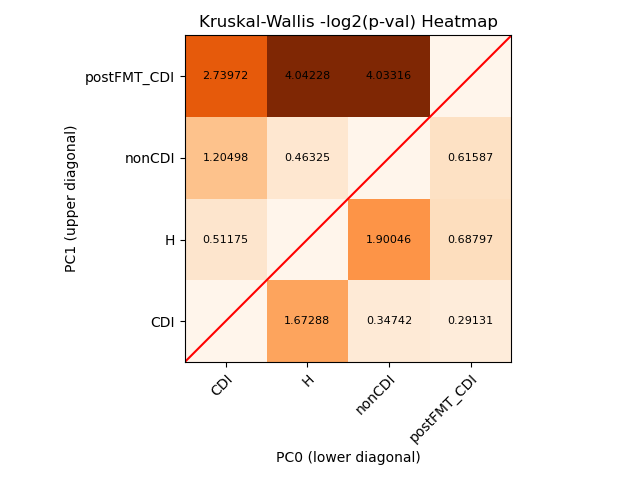 Kruskal-Wallis -log2(p-val) Heatmap
PC1 (upper diagonal)
postFMT_CDI 2.73972 4.04228 4.03316
nonCDI 1.20498 0.46325 0.61587
H 0.51175 1.90046 0.68797
CDI 1.67288 0.34742 0.29131
CDI H nonCDI postFMT_CDI
PC0 (lower diagonal)